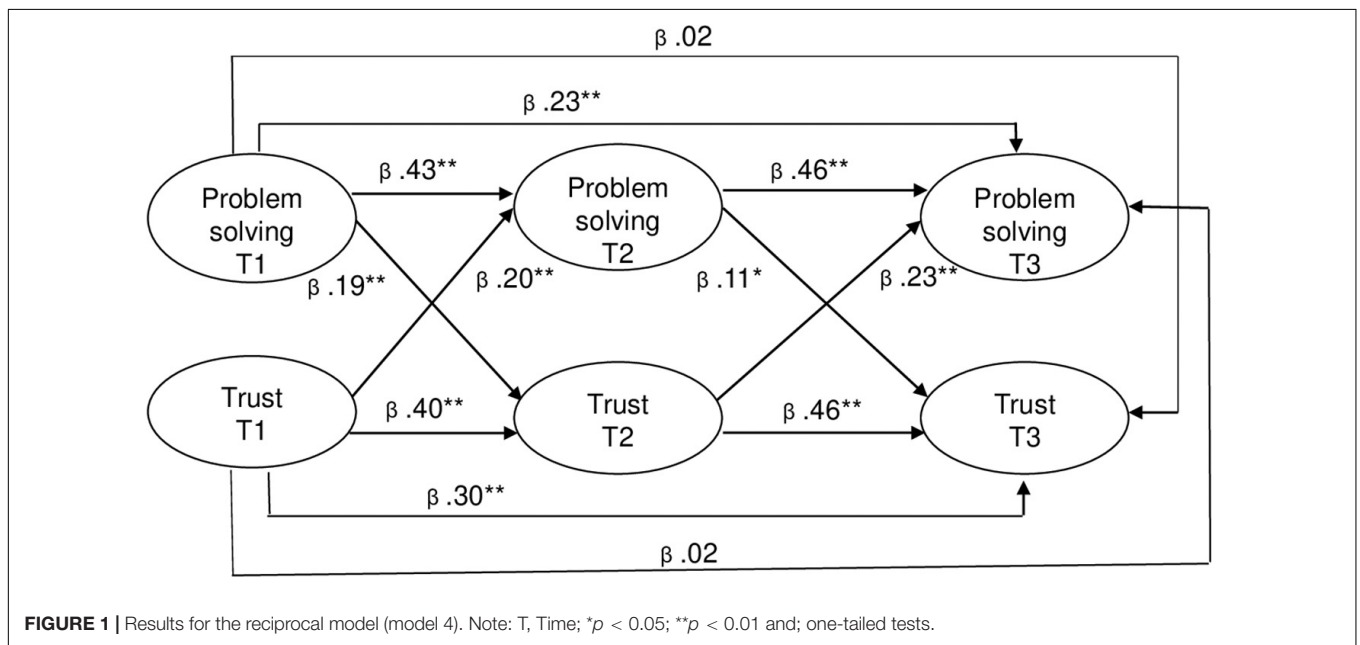 β .02
β .23**
β .43**
β .46**
Problem
solving
T1
Problem
solving
T2
Problem
solving
T3
β .19**
β .20**
β .11*
β .23**
Trust
T1
β .40**
Trust
T2
β .46**
Trust
T3
β .30**
β .02
FIGURE 1 | Results for the reciprocal model (model 4). Note: T, Time; *p < 0.05; **p < 0.01 and; one-tailed tests.